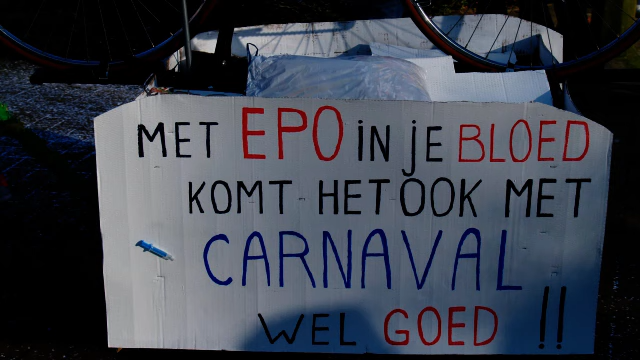 MET EPO IN JE BLOED
KOMT HET OOK MET
CARNAVAL
WEL GOED !!